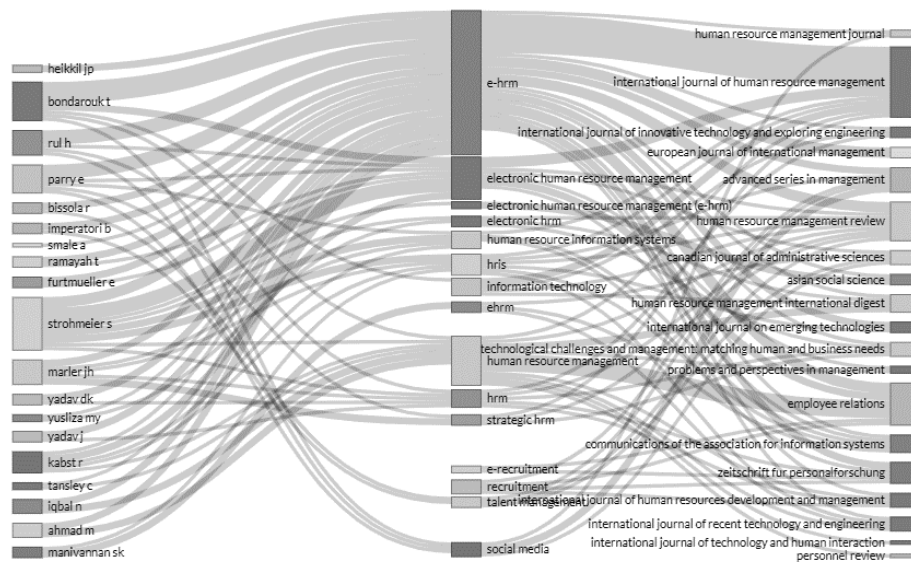 heikkil jp
bondarouk t
rul h
parry e
bissola r
imperatori b
smale a
ramayah t
furtmueller e
strohmeier s
marler jh
yadav dk
yusliza my
yadav j
kabst r
tansley c
iqbal n
ahmad m
manivannan sk
e-hrm
electronic human resource management
electronic human resource management (e-hrm)
electronic hrm
human resource information systems
hris
information technology
ehrm
human resource management
hrm
strategic hrm
e-recruitment
recruitment
talent management
social media
human resource management journal
international journal of human resource management
international journal of innovative technology and exploring engineering
european journal of international management
advanced series in management
human resource management review
canadian journal of administrative sciences
asian social science
human resource management international digest
international journal on emerging technologies
technological challenges and management: matching human and business needs
problems and perspectives in management
employee relations
communications of the association for information systems
zeitschrift fur personalforschung
international journal of human resources development and management
international journal of recent technology and engineering
international journal of technology and human interaction
personnel review